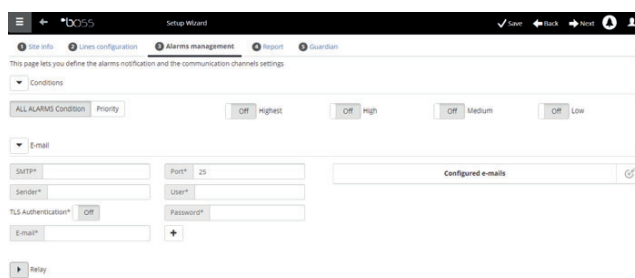 boss Setup Wizard Save Back Next
1 Site info 2 Lines configuration 3 Alarms management 4 Report 5 Guardian
This page lets you define the alarms notification and the communication channels settings
Conditions
ALL ALARMS Condition Priority Off Highest Off High Off Medium Off Low
E-mail
SMTP* Port* 25 Configured e-mails
Sender* User*
TLS Authentication* Off Password*
E-mail*
Relay